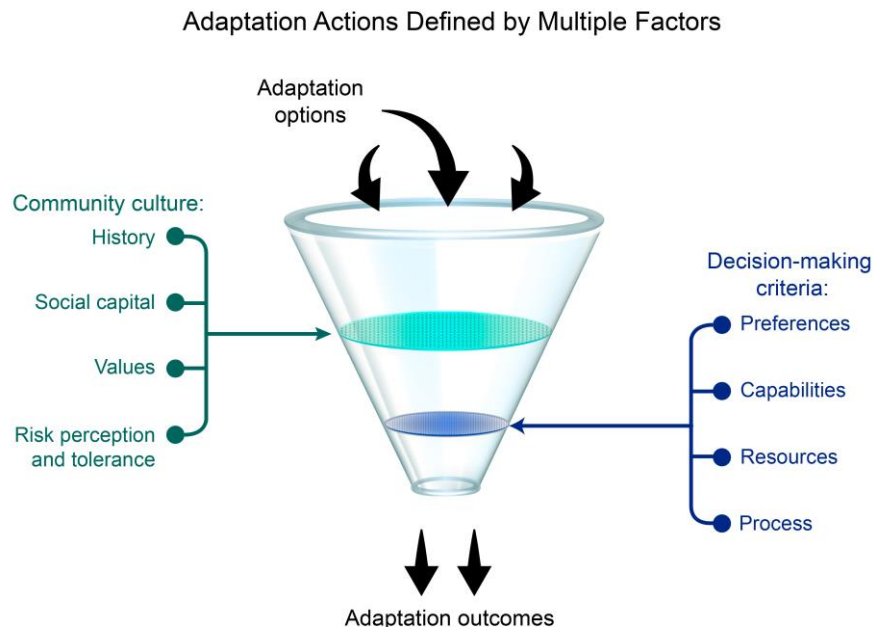 Adaptation Actions Defined by Multiple Factors
Adaptation
options
Community culture:
History
Social capital
Values
Risk perception
and tolerance
Decision-making
criteria:
Preferences
Capabilities
Resources
Process
Adaptation outcomes